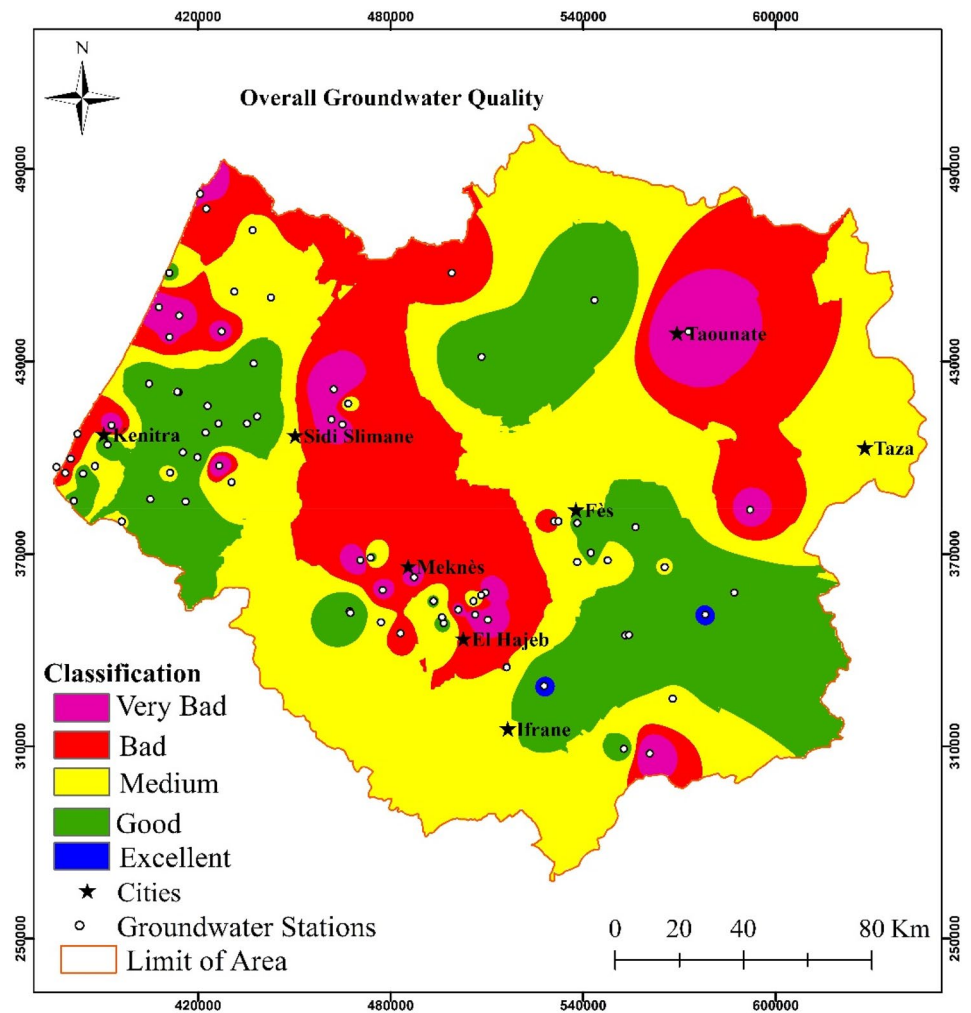 420000 480000 540000 600000
N
Overall Groundwater Quality
490000 490000
Taounate
430000 430000
Kenitra
Sidi Slimane
Taza
Fès
370000 370000
Meknès
El Hajeb
Classification
Very Bad
Ifrane
Bad
310000 310000
Medium
Good
Excellent
Cities
Groundwater Stations
0 20 40 80 Km
250000 250000
Limit of Area
420000 480000 540000 600000